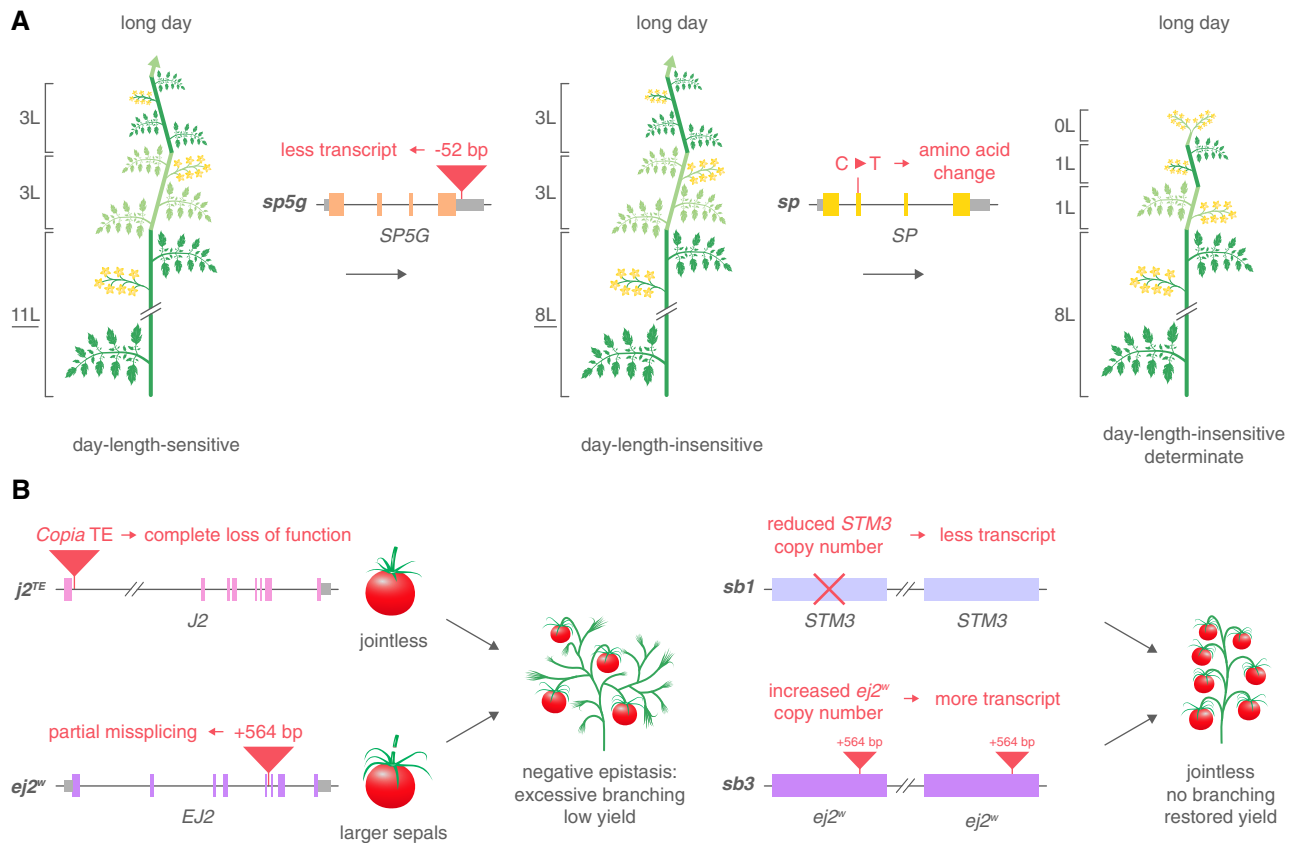 A
long day
long day
long day
3L
3L
11L
less transcript ← -52 bp
sp5g
SP5G
3L
3L
8L
C ▶ T → amino acid
change
sp
SP
0L
1L
1L
8L
day-length-sensitive
day-length-insensitive
day-length-insensitive
determinate
B
Copia TE → complete loss of function
j2ᵀᴱ
J2
jointless
partial missplicing ← +564 bp
ej2ʷ
EJ2
larger sepals
negative epistasis:
excessive branching
low yield
reduced STM3
copy number → less transcript
sb1
STM3
STM3
increased ej2ʷ
copy number → more transcript
+564 bp
+564 bp
sb3
ej2ʷ
ej2ʷ
jointless
no branching
restored yield